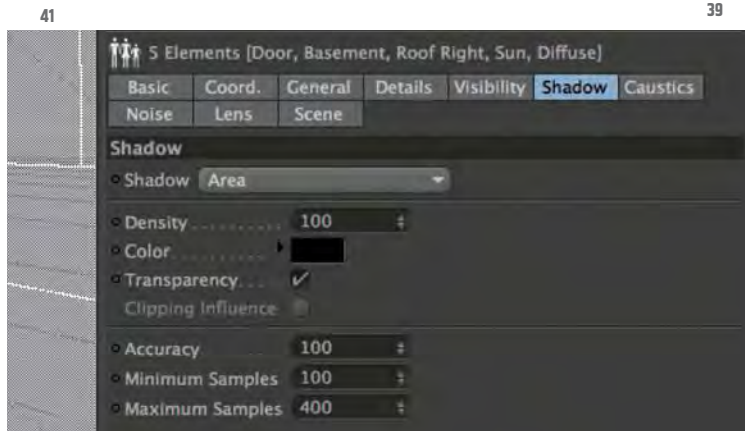 41
39
5 Elements [Door, Basement, Roof Right, Sun, Diffuse]
Basic Coord. General Details Visibility Shadow Caustics
Noise Lens Scene
Shadow
Shadow Area
Density 100
Color
Transparency
Clipping Influence
Accuracy 100
Minimum Samples 100
Maximum Samples 400